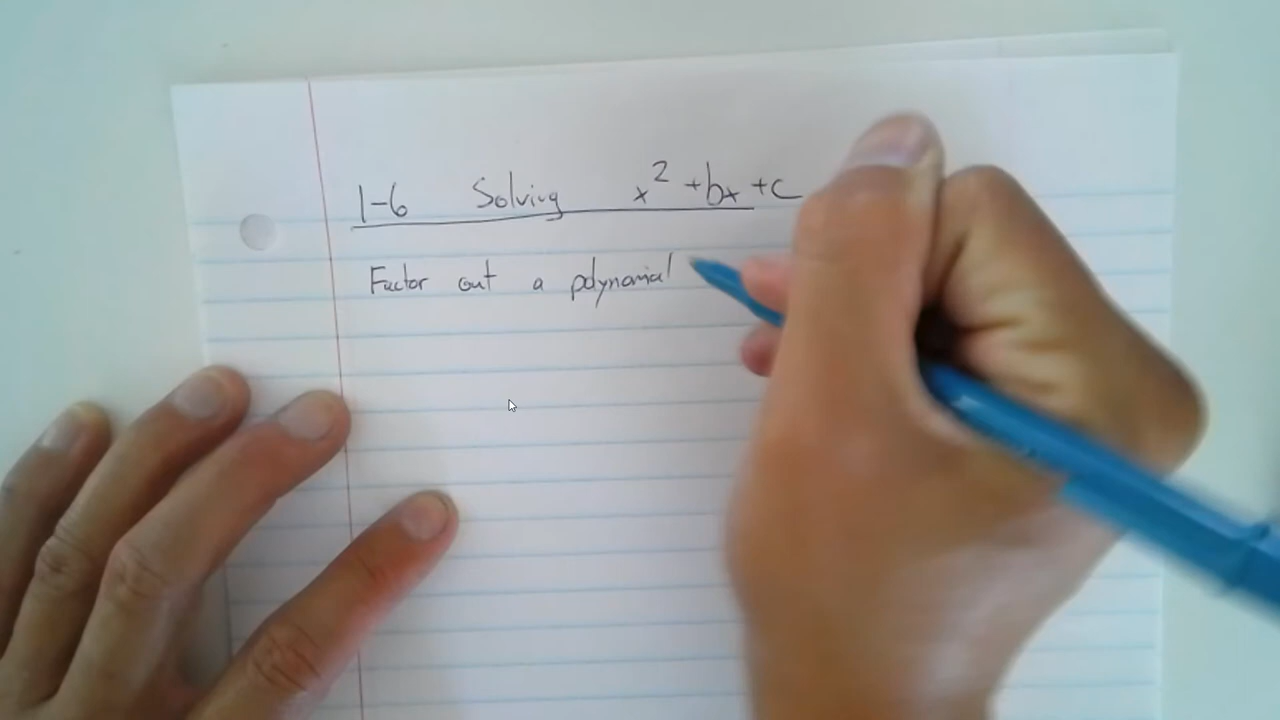 1-6 Solving x² +bx +c
Factor out a polynomial